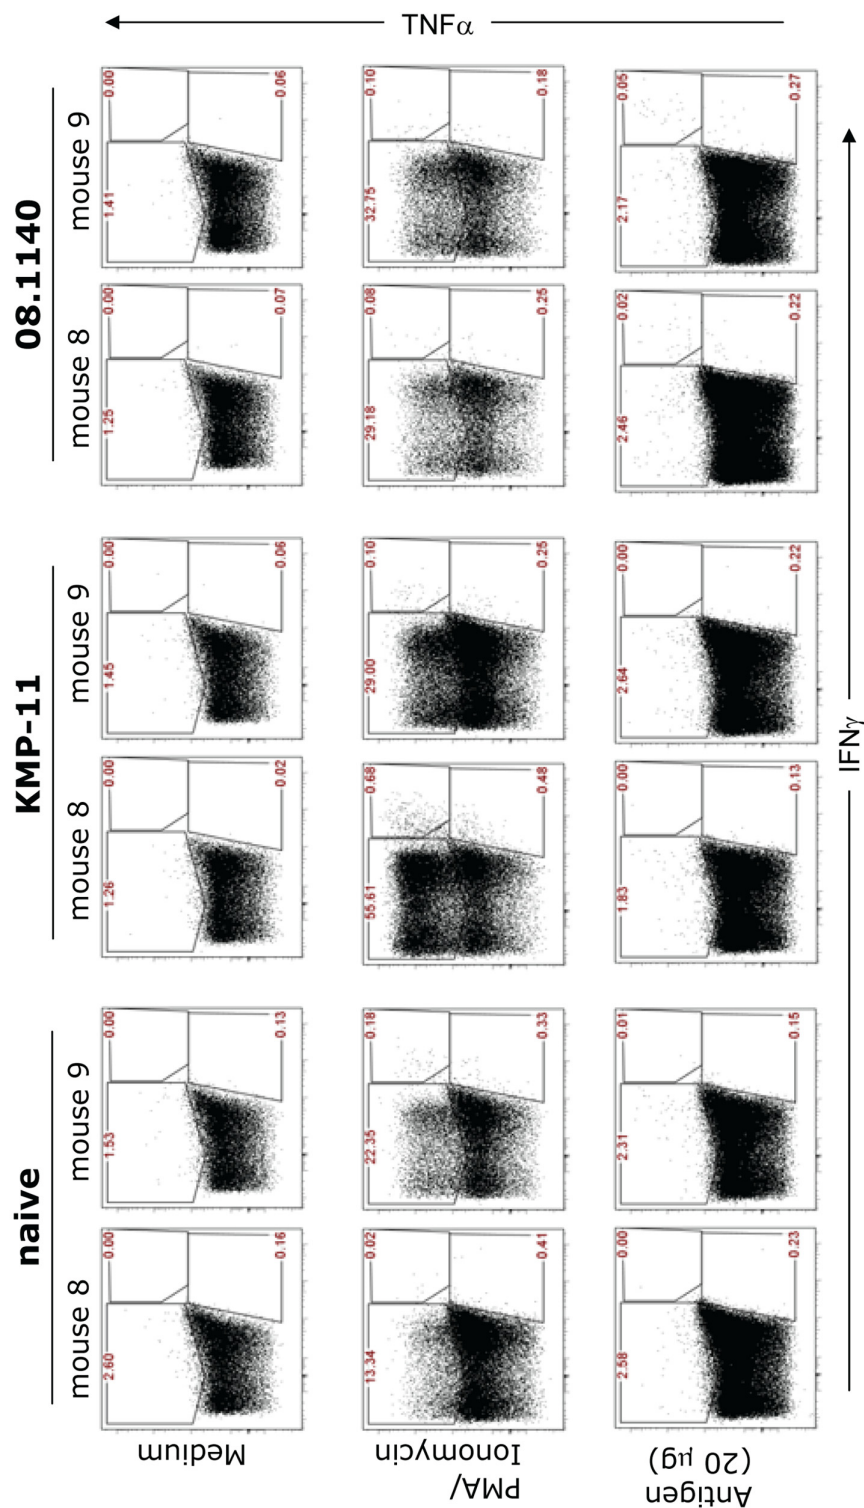 naive KMP-11 08.1140
mouse 8 mouse 9 mouse 8 mouse 9 mouse 8 mouse 9
Medium
2.60 0.00 1.53 0.00 1.26 0.00 1.45 0.00 1.25 0.00 1.41 0.00
0.16 0.13 0.02 0.06 0.07 0.06
PMA/
Ionomycin
13.34 0.02 22.35 0.18 55.61 0.68 29.00 0.10 29.18 0.08 32.75 0.10
0.41 0.33 0.48 0.25 0.25 0.18
Antigen
(20 µg)
2.58 0.00 2.31 0.01 1.83 0.00 2.64 0.00 2.46 0.02 2.17 0.05
0.23 0.15 0.13 0.22 0.22 0.27
TNFα
IFNγ